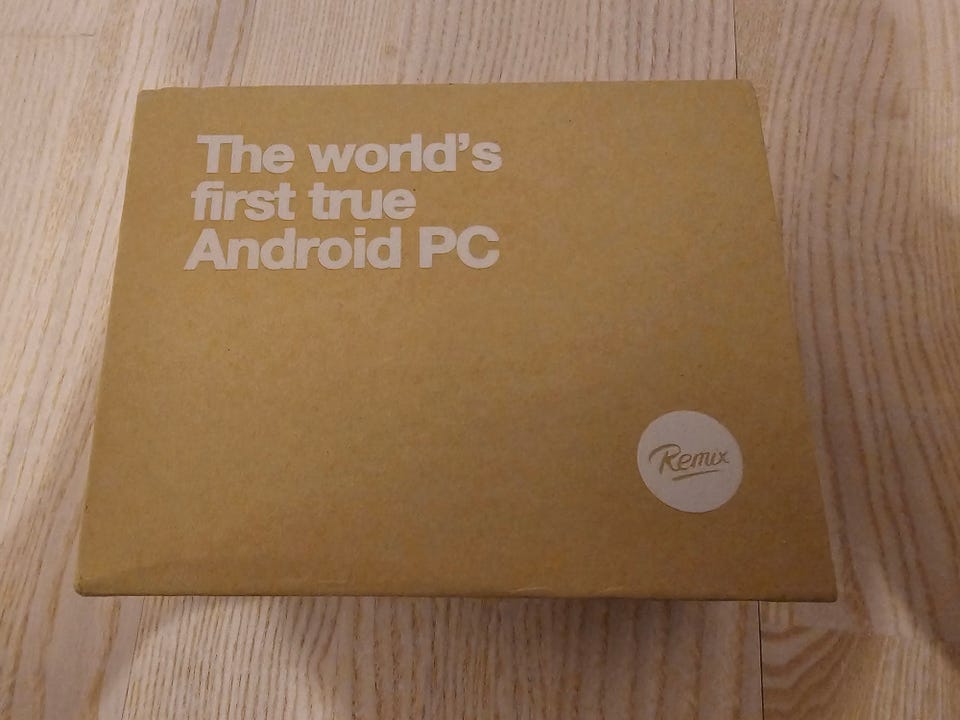 The world's
first true
Android PC
Remix